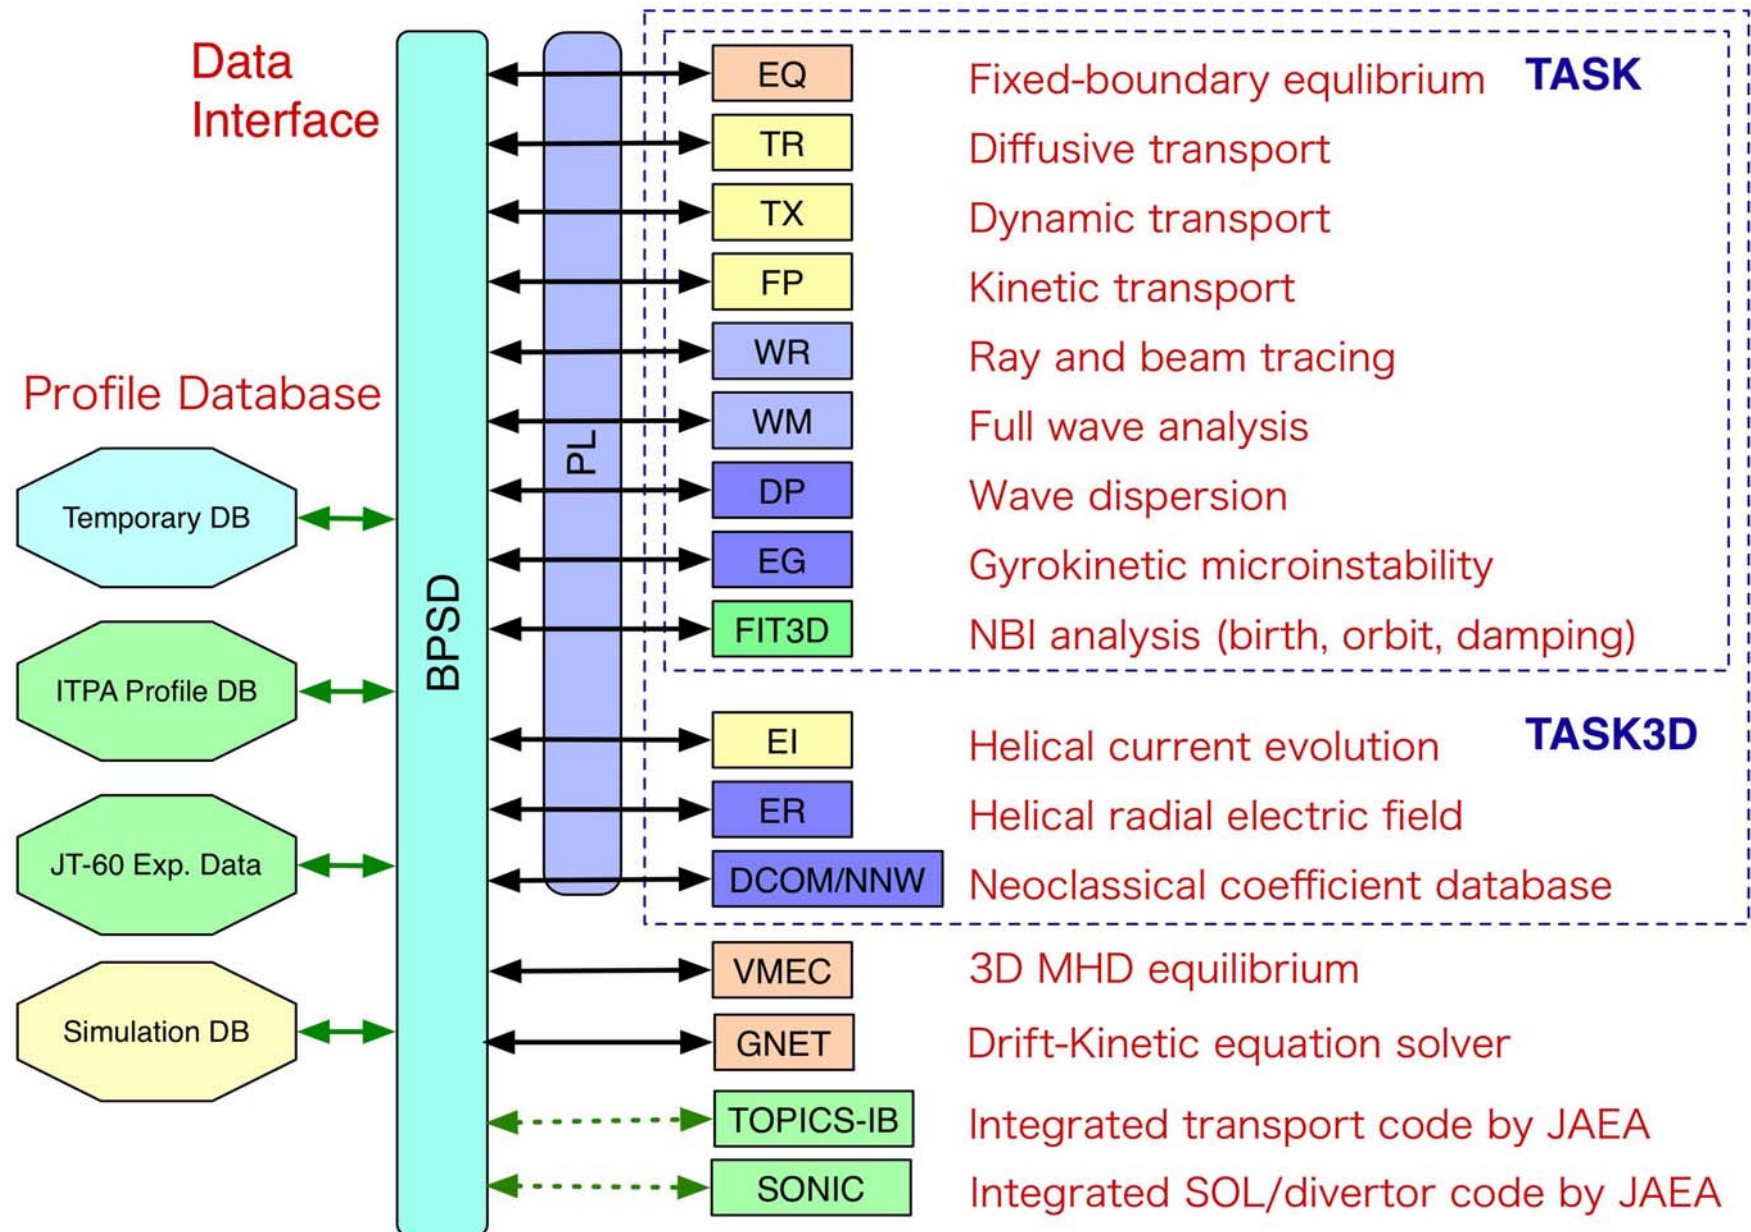 Data
Interface
Profile Database
Temporary DB
ITPA Profile DB
JT-60 Exp. Data
Simulation DB
BPSD
PL
EQ Fixed-boundary equlibrium TASK
TR Diffusive transport
TX Dynamic transport
FP Kinetic transport
WR Ray and beam tracing
WM Full wave analysis
DP Wave dispersion
EG Gyrokinetic microinstability
FIT3D NBI analysis (birth, orbit, damping)
EI Helical current evolution TASK3D
ER Helical radial electric field
DCOM/NNW Neoclassical coefficient database
VMEC 3D MHD equilibrium
GNET Drift-Kinetic equation solver
TOPICS-IB Integrated transport code by JAEA
SONIC Integrated SOL/divertor code by JAEA